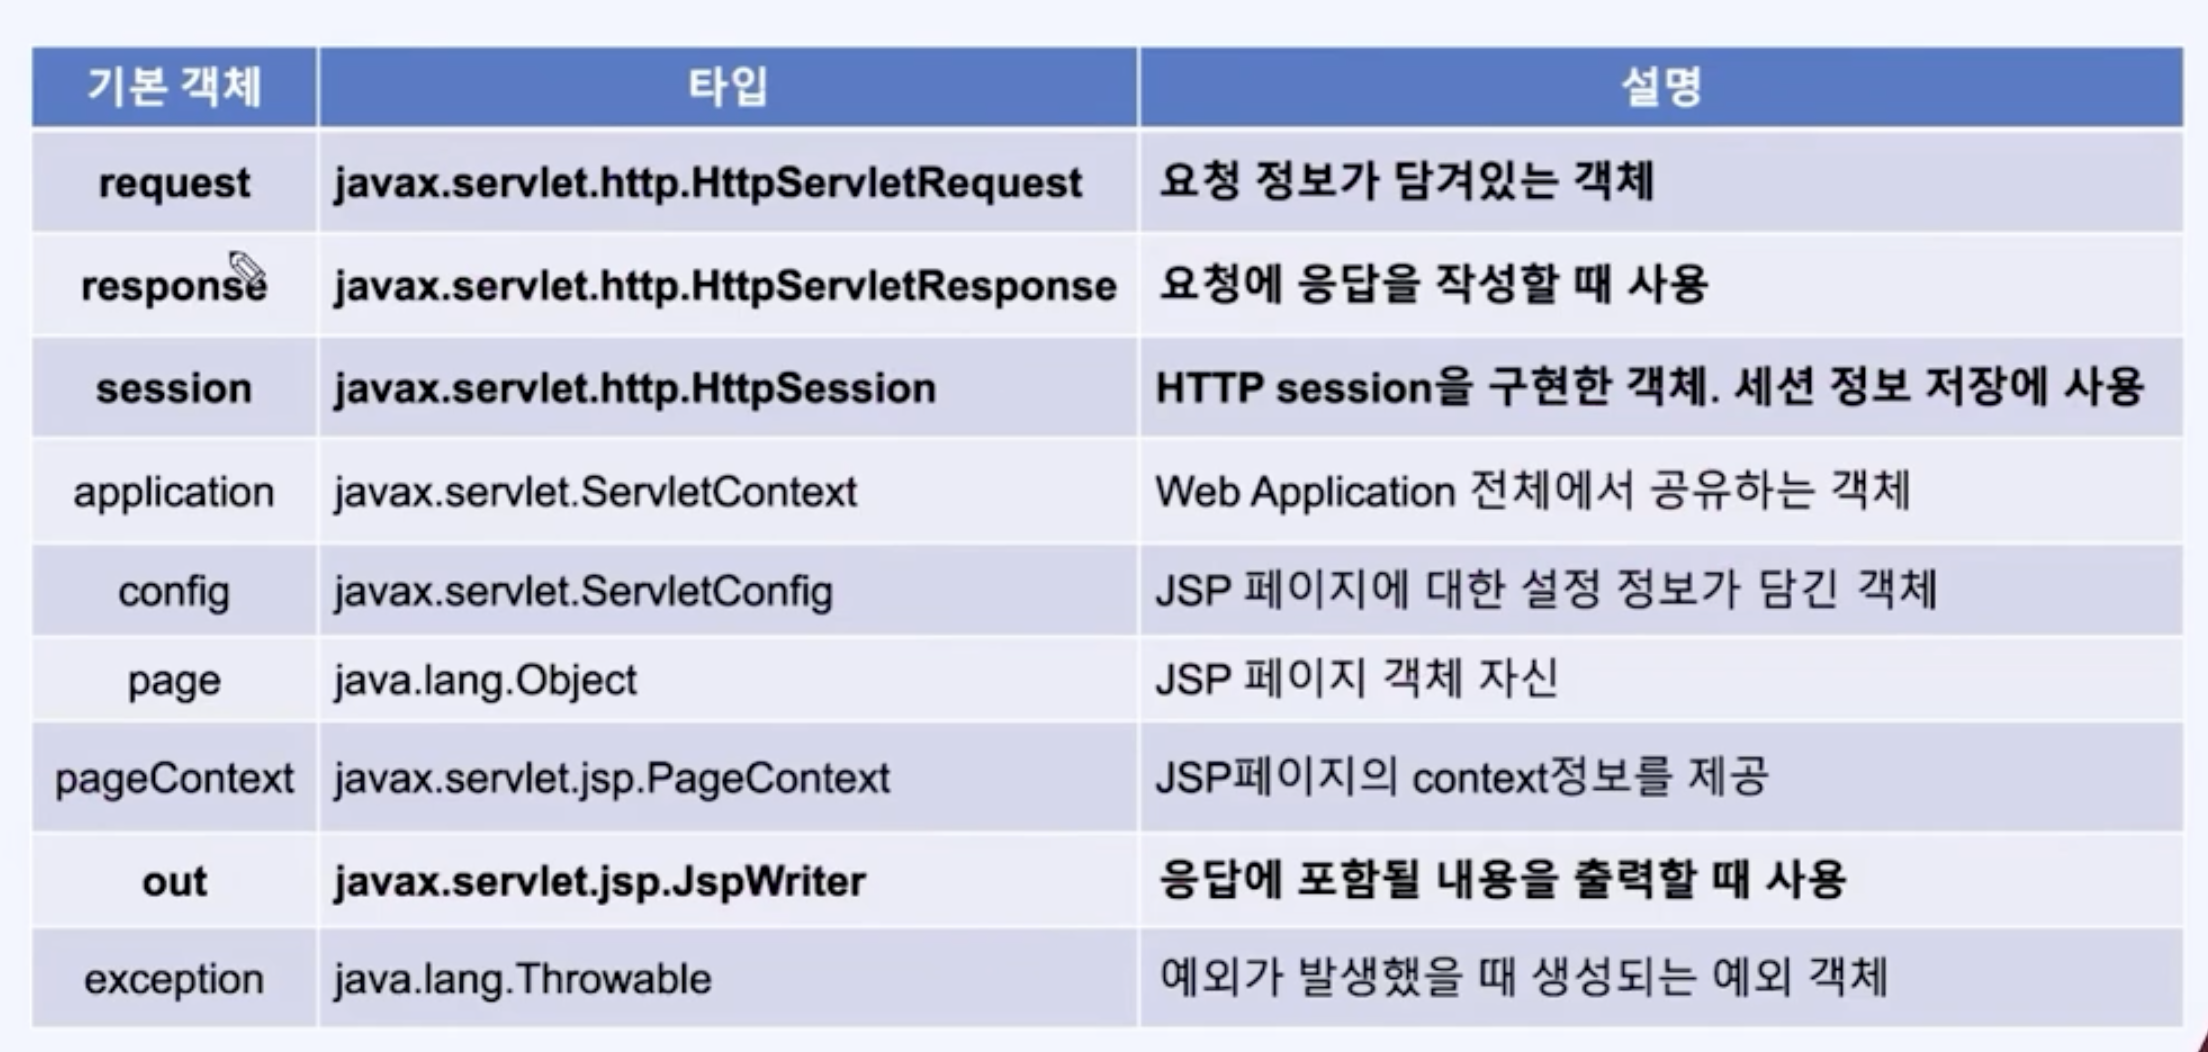 기본 객체 타입 설명
request javax.servlet.http.HttpServletRequest 요청 정보가 담겨있는 객체
response javax.servlet.http.HttpServletResponse 요청에 응답을 작성할 때 사용
session javax.servlet.http.HttpSession HTTP session을 구현한 객체. 세션 정보 저장에 사용
application javax.servlet.ServletContext Web Application 전체에서 공유하는 객체
config javax.servlet.ServletConfig JSP 페이지에 대한 설정 정보가 담긴 객체
page java.lang.Object JSP 페이지 객체 자신
pageContext javax.servlet.jsp.PageContext JSP페이지의 context정보를 제공
out javax.servlet.jsp.JspWriter 응답에 포함될 내용을 출력할 때 사용
exception java.lang.Throwable 예외가 발생했을 때 생성되는 예외 객체